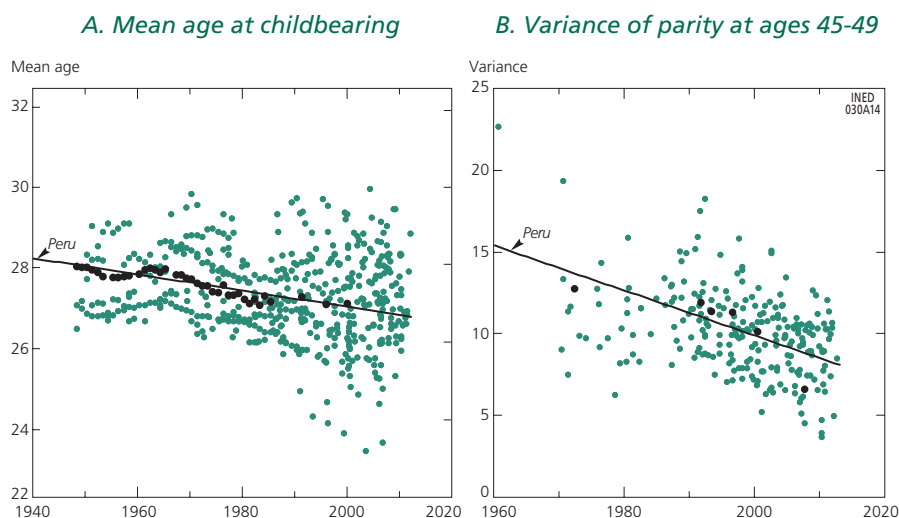 A. Mean age at childbearing
Mean age
32
30
28
26
24
22
1940 1960 1980 2000 2020
Peru
B. Variance of parity at ages 45-49
Variance
25
20
15
10
5
0
1960 1980 2000 2020
Peru
INED
030A14